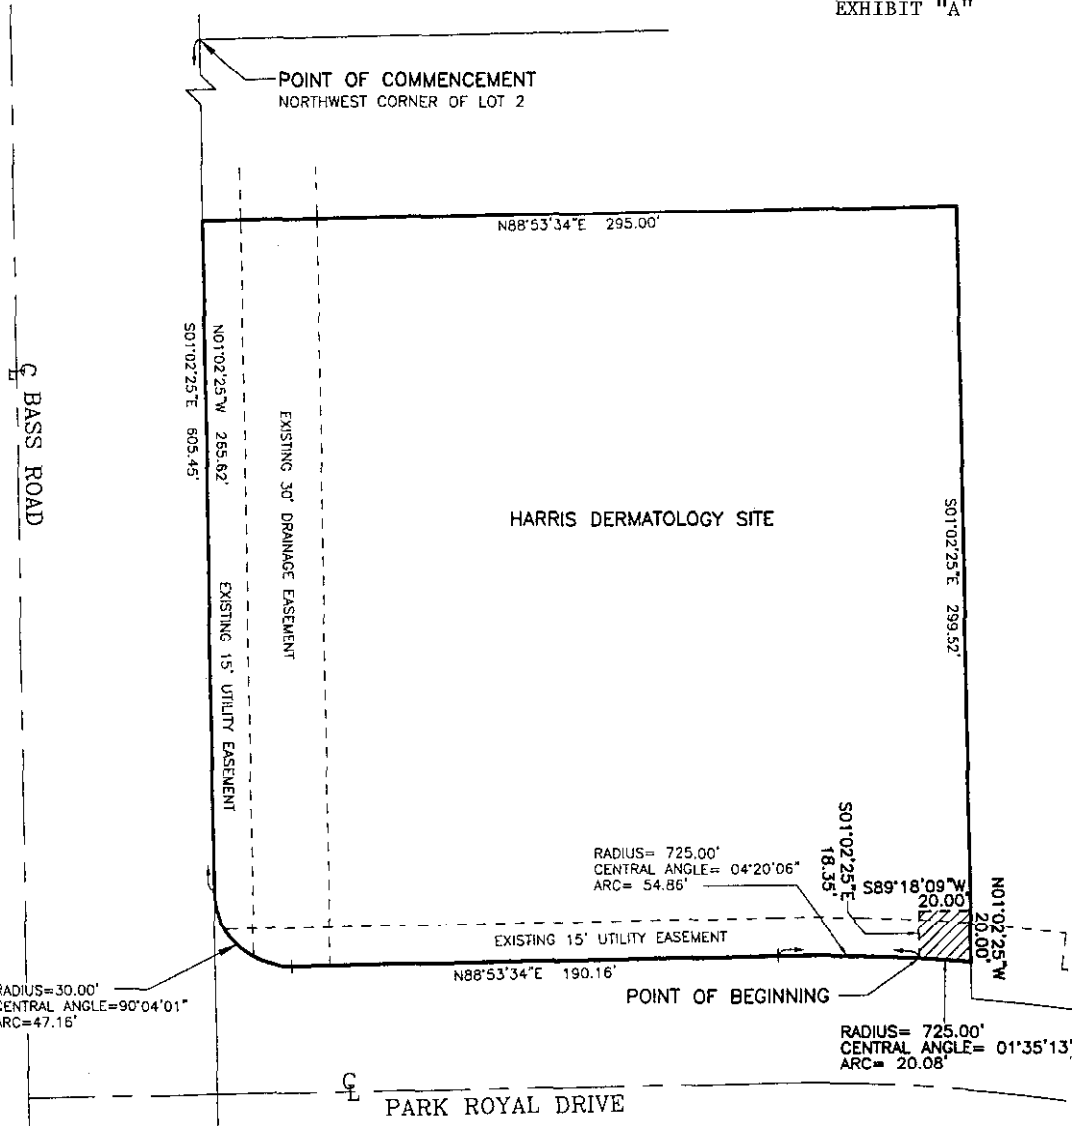 EXHIBIT "A"
POINT OF COMMENCEMENT
NORTHWEST CORNER OF LOT 2
N88°53'34"E 295.00'
S01°02'25"E 605.45'
N01°02'25"W 265.62'
EXISTING 30' DRAINAGE EASEMENT
EXISTING 15' UTILITY EASEMENT
℄ BASS ROAD
HARRIS DERMATOLOGY SITE
S01°02'25"E 299.52'
RADIUS= 725.00'
CENTRAL ANGLE= 04°20'06"
ARC= 54.86'
S01°02'25"E
18.35'
S89°18'09"W
20.00'
N01°02'25"W
20.00'
EXISTING 15' UTILITY EASEMENT
N88°53'34"E 190.16'
POINT OF BEGINNING
RADIUS=30.00'
CENTRAL ANGLE=90°04'01"
ARC=47.16'
RADIUS= 725.00'
CENTRAL ANGLE= 01°35'13"
ARC= 20.08'
℄ PARK ROYAL DRIVE